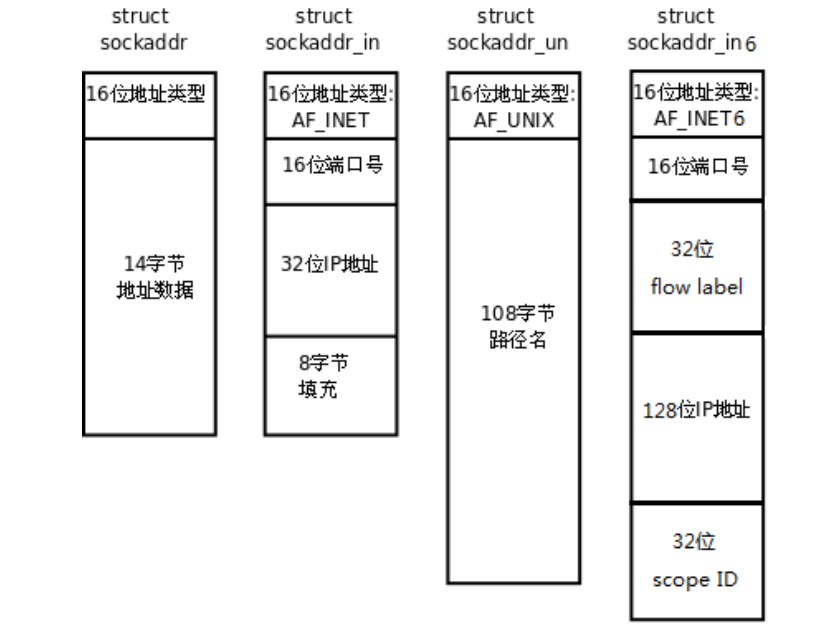 struct
sockaddr
16位地址类型
14字节
地址数据
struct
sockaddr_in
16位地址类型:
AF_INET
16位端口号
32位IP地址
8字节
填充
struct
sockaddr_un
16位地址类型:
AF_UNIX
108字节
路径名
struct
sockaddr_in6
16位地址类型:
AF_INET6
16位端口号
32位
flow label
128位IP地址
32位
scope ID